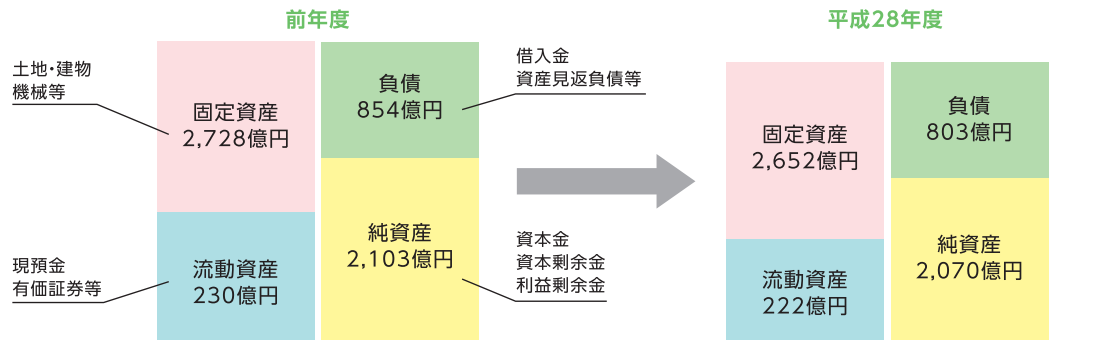 前年度
土地・建物
機械等
固定資産
2,728億円
負債
854億円
借入金
資産見返負債等
現預金
有価証券等
流動資産
230億円
純資産
2,103億円
資本金
資本剰余金
利益剰余金
平成28年度
固定資産
2,652億円
負債
803億円
流動資産
222億円
純資産
2,070億円